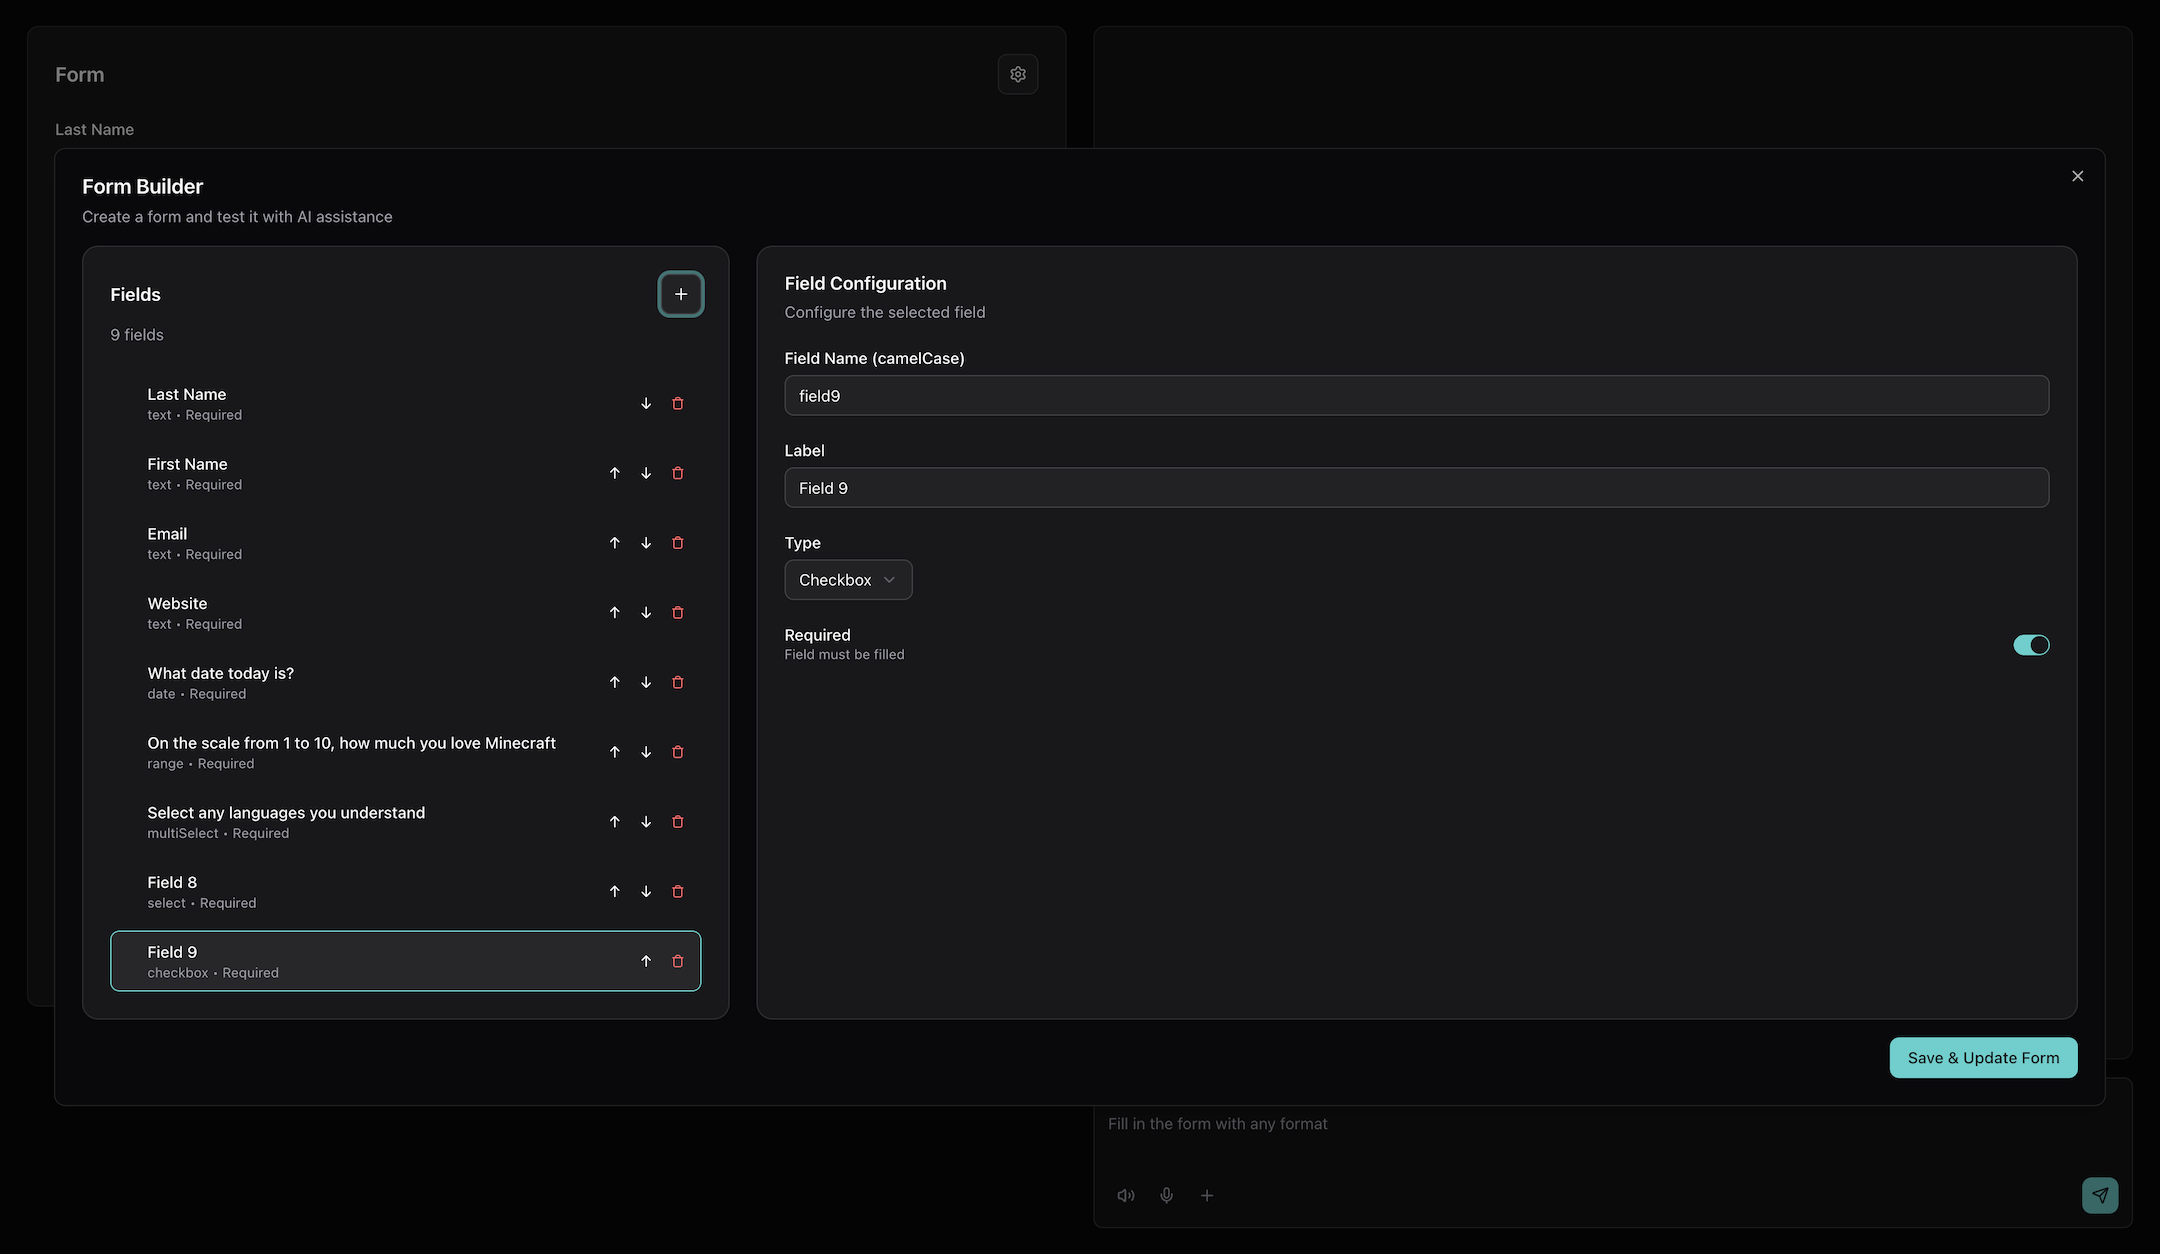 Form
Last Name
Form Builder
Create a form and test it with AI assistance
Fields
9 fields
Last Name
text • Required
First Name
text • Required
Email
text • Required
Website
text • Required
What date today is?
date • Required
On the scale from 1 to 10, how much you love Minecraft
range • Required
Select any languages you understand
multiSelect • Required
Field 8
select • Required
Field 9
checkbox • Required
Field Configuration
Configure the selected field
Field Name (camelCase)
field9
Label
Field 9
Type
Checkbox
Required
Field must be filled
Save & Update Form
Fill in the form with any format